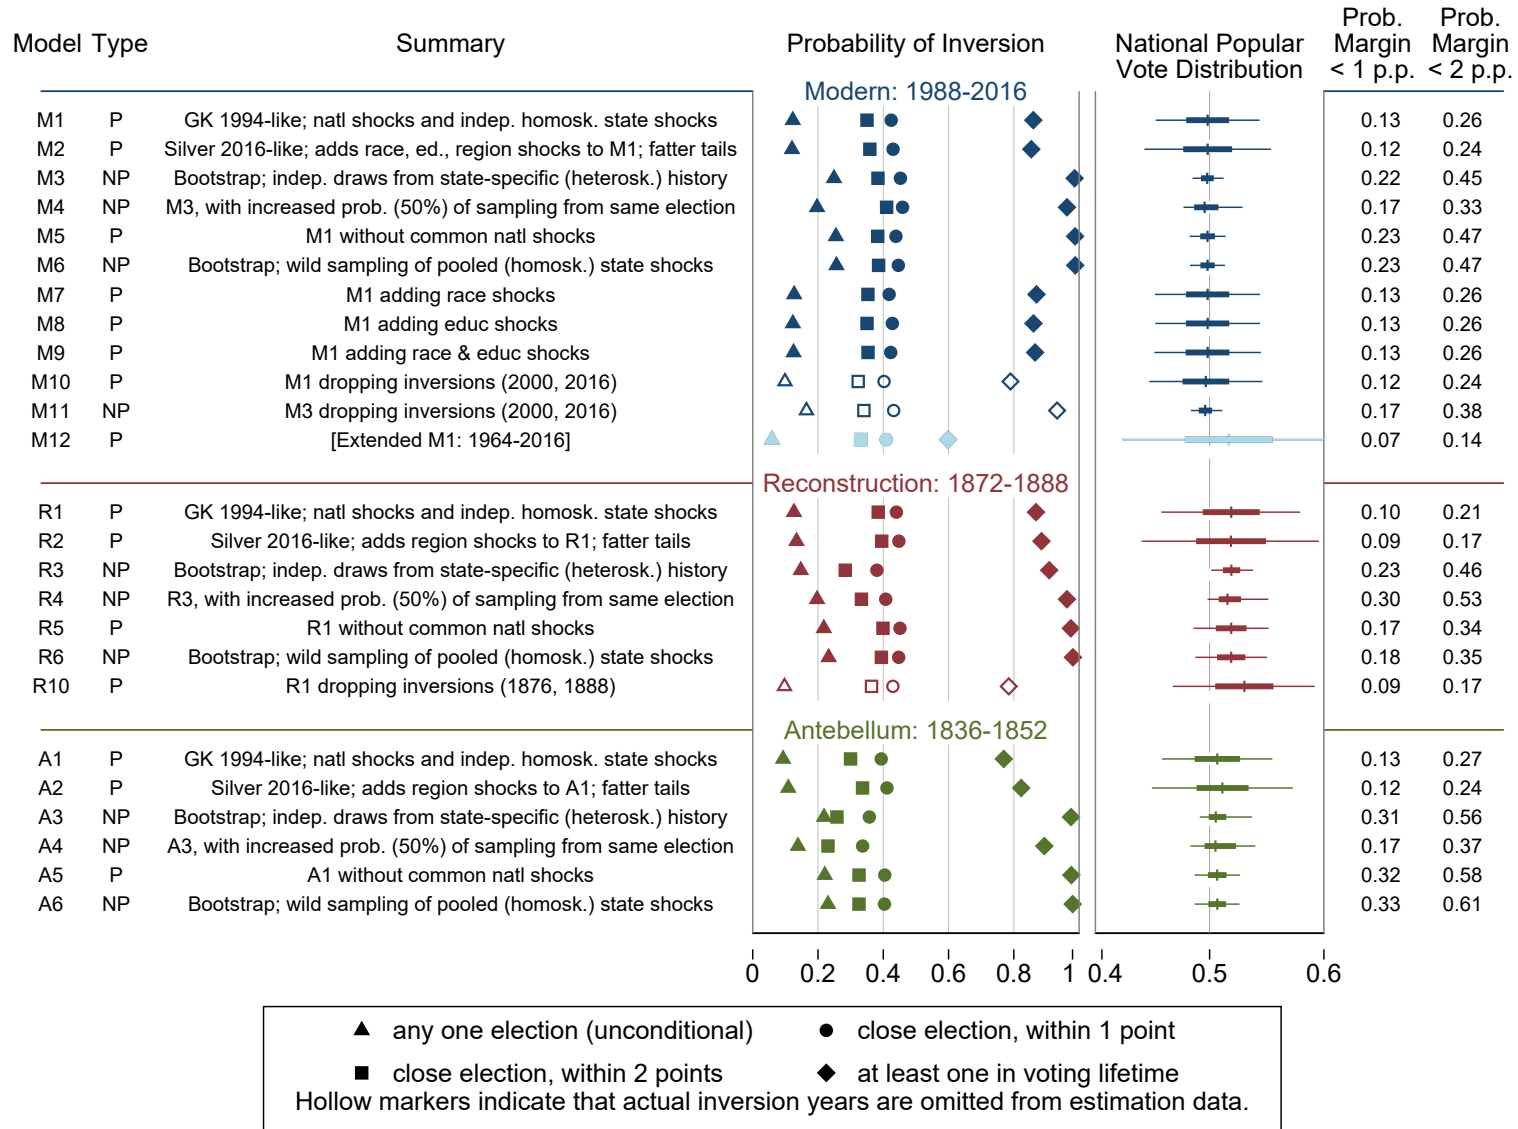 Model Type Summary Probability of Inversion National Popular Vote Distribution Prob. Margin < 1 p.p. Prob. Margin < 2 p.p.
Modern: 1988-2016
M1 P GK 1994-like; natl shocks and indep. homosk. state shocks 0.13 0.26
M2 P Silver 2016-like; adds race, ed., region shocks to M1; fatter tails 0.12 0.24
M3 NP Bootstrap; indep. draws from state-specific (heterosk.) history 0.22 0.45
M4 NP M3, with increased prob. (50%) of sampling from same election 0.17 0.33
M5 P M1 without common natl shocks 0.23 0.47
M6 NP Bootstrap; wild sampling of pooled (homosk.) state shocks 0.23 0.47
M7 P M1 adding race shocks 0.13 0.26
M8 P M1 adding educ shocks 0.13 0.26
M9 P M1 adding race & educ shocks 0.13 0.26
M10 P M1 dropping inversions (2000, 2016) 0.12 0.24
M11 NP M3 dropping inversions (2000, 2016) 0.17 0.38
M12 P [Extended M1: 1964-2016] 0.07 0.14
Reconstruction: 1872-1888
R1 P GK 1994-like; natl shocks and indep. homosk. state shocks 0.10 0.21
R2 P Silver 2016-like; adds region shocks to R1; fatter tails 0.09 0.17
R3 NP Bootstrap; indep. draws from state-specific (heterosk.) history 0.23 0.46
R4 NP R3, with increased prob. (50%) of sampling from same election 0.30 0.53
R5 P R1 without common natl shocks 0.17 0.34
R6 NP Bootstrap; wild sampling of pooled (homosk.) state shocks 0.18 0.35
R10 P R1 dropping inversions (1876, 1888) 0.09 0.17
Antebellum: 1836-1852
A1 P GK 1994-like; natl shocks and indep. homosk. state shocks 0.13 0.27
A2 P Silver 2016-like; adds region shocks to A1; fatter tails 0.12 0.24
A3 NP Bootstrap; indep. draws from state-specific (heterosk.) history 0.31 0.56
A4 NP A3, with increased prob. (50%) of sampling from same election 0.17 0.37
A5 P A1 without common natl shocks 0.32 0.58
A6 NP Bootstrap; wild sampling of pooled (homosk.) state shocks 0.33 0.61
0 0.2 0.4 0.6 0.8 1 0.4 0.5 0.6
any one election (unconditional) close election, within 1 point
close election, within 2 points at least one in voting lifetime
Hollow markers indicate that actual inversion years are omitted from estimation data.